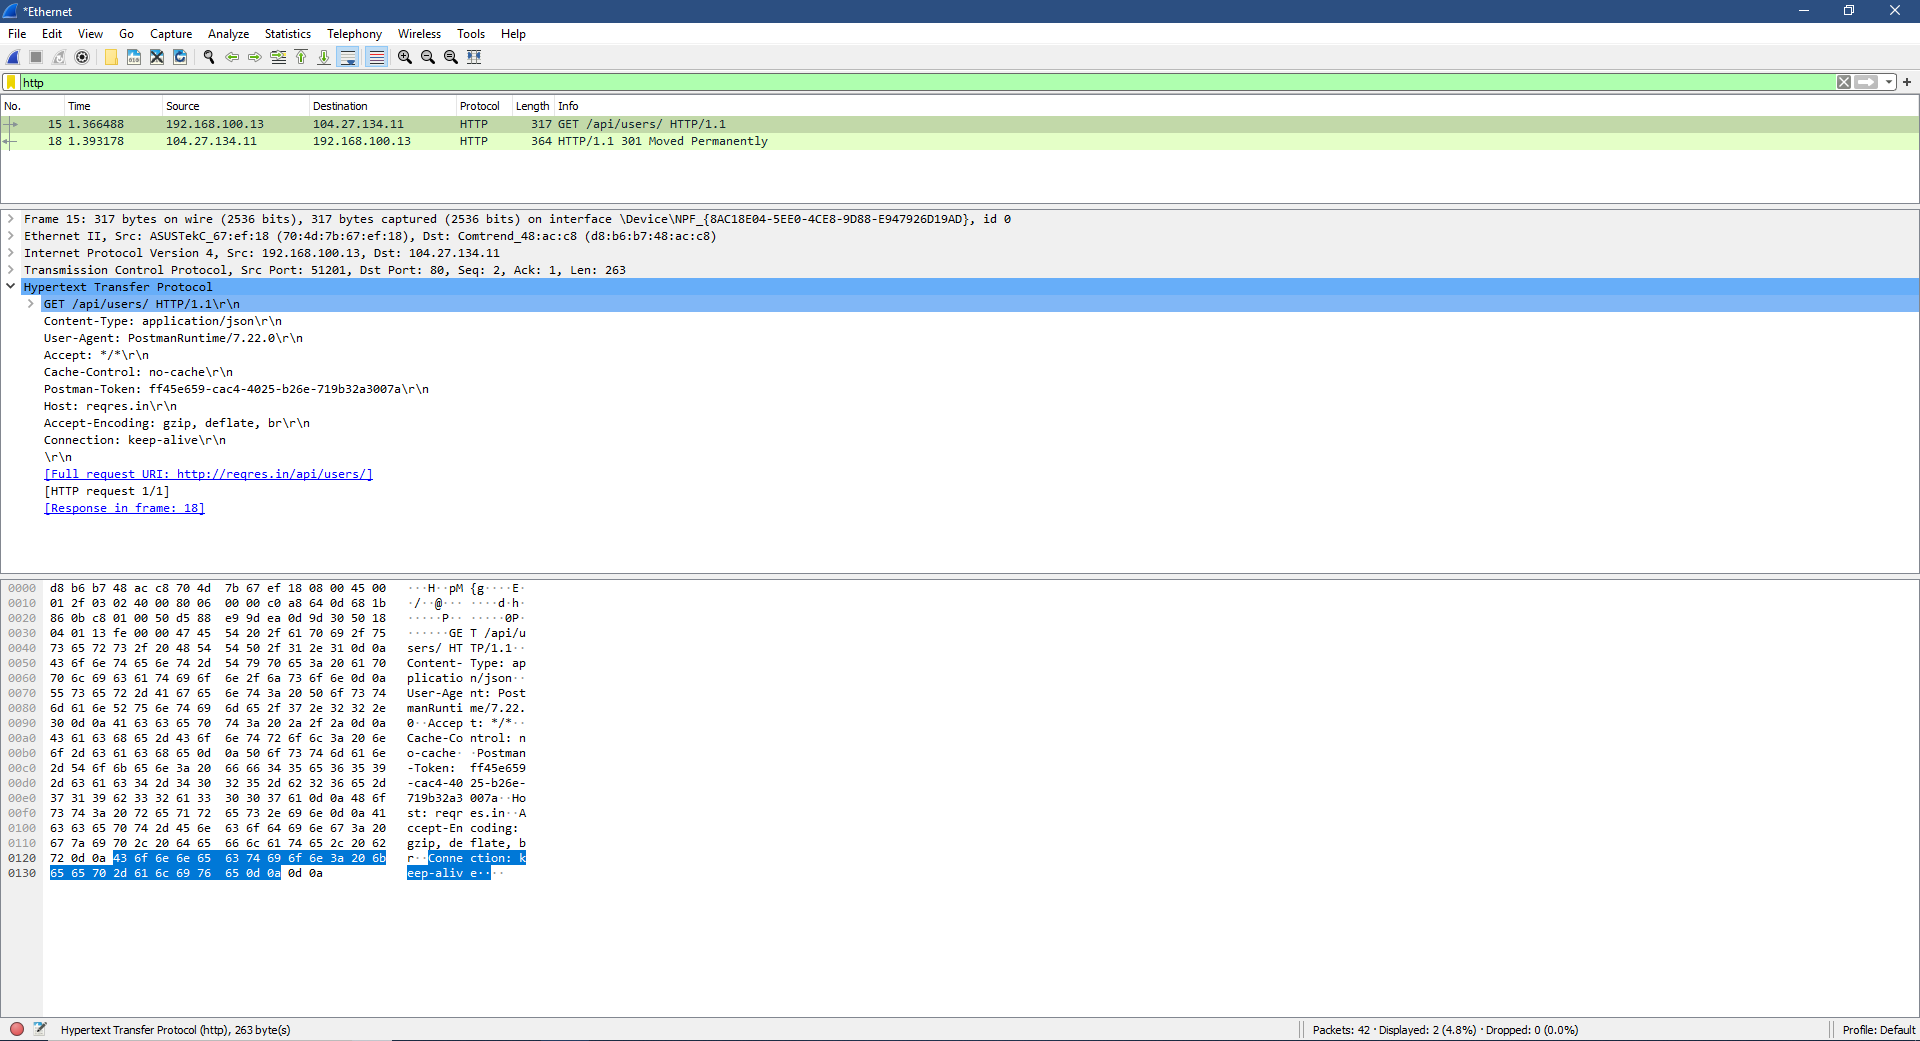 *Ethernet
File Edit View Go Capture Analyze Statistics Telephony Wireless Tools Help
http
No. Time Source Destination Protocol Length Info
15 1.366488 192.168.100.13 104.27.134.11 HTTP 317 GET /api/users/ HTTP/1.1
18 1.393178 104.27.134.11 192.168.100.13 HTTP 364 HTTP/1.1 301 Moved Permanently
Frame 15: 317 bytes on wire (2536 bits), 317 bytes captured (2536 bits) on interface \Device\NPF_{8AC18E04-5EE0-4CE8-9D88-E947926D19AD}, id 0
Ethernet II, Src: ASUSTekC_67:ef:18 (70:4d:7b:67:ef:18), Dst: Comtrend_48:ac:c8 (d8:b6:b7:48:ac:c8)
Internet Protocol Version 4, Src: 192.168.100.13, Dst: 104.27.134.11
Transmission Control Protocol, Src Port: 51201, Dst Port: 80, Seq: 2, Ack: 1, Len: 263
Hypertext Transfer Protocol
GET /api/users/ HTTP/1.1\r\n
Content-Type: application/json\r\n
User-Agent: PostmanRuntime/7.22.0\r\n
Accept: */*\r\n
Cache-Control: no-cache\r\n
Postman-Token: ff45e659-cac4-4025-b26e-719b32a3007a\r\n
Host: reqres.in\r\n
Accept-Encoding: gzip, deflate, br\r\n
Connection: keep-alive\r\n
\r\n
[Full request URI: http://reqres.in/api/users/]
[HTTP request 1/1]
[Response in frame: 18]
0000 d8 b6 b7 48 ac c8 70 4d 7b 67 ef 18 08 00 45 00 ···H··pM {g····E·
0010 01 2f 03 02 40 00 80 06 00 00 c0 a8 64 0d 68 1b ·/··@··· ····d·h·
0020 86 0b c8 01 00 50 d5 88 e9 9d ea 0d 9d 30 50 18 ·····P·· ·····0P·
0030 04 01 13 fe 00 00 47 45 54 20 2f 61 70 69 2f 75 ······GE T /api/u
0040 73 65 72 73 2f 20 48 54 54 50 2f 31 2e 31 0d 0a sers/ HT TP/1.1··
0050 43 6f 6e 74 65 6e 74 2d 54 79 70 65 3a 20 61 70 Content- Type: ap
0060 70 6c 69 63 61 74 69 6f 6e 2f 6a 73 6f 6e 0d 0a plicatio n/json··
0070 55 73 65 72 2d 41 67 65 6e 74 3a 20 50 6f 73 74 User-Age nt: Post
0080 6d 61 6e 52 75 6e 74 69 6d 65 2f 37 2e 32 32 2e manRunti me/7.22.
0090 30 0d 0a 41 63 63 65 70 74 3a 20 2a 2f 2a 0d 0a 0··Accep t: */*··
00a0 43 61 63 68 65 2d 43 6f 6e 74 72 6f 6c 3a 20 6e Cache-Co ntrol: n
00b0 6f 2d 63 61 63 68 65 0d 0a 50 6f 73 74 6d 61 6e o-cache· ·Postman
00c0 2d 54 6f 6b 65 6e 3a 20 66 66 34 35 65 36 35 39 -Token: ff45e659
00d0 2d 63 61 63 34 2d 34 30 32 35 2d 62 32 36 65 2d -cac4-40 25-b26e-
00e0 37 31 39 62 33 32 61 33 30 30 37 61 0d 0a 48 6f 719b32a3 007a··Ho
00f0 73 74 3a 20 72 65 71 72 65 73 2e 69 6e 0d 0a 41 st: reqr es.in··A
0100 63 63 65 70 74 2d 45 6e 63 6f 64 69 6e 67 3a 20 ccept-En coding:
0110 67 7a 69 70 2c 20 64 65 66 6c 61 74 65 2c 20 62 gzip, de flate, b
0120 72 0d 0a 43 6f 6e 6e 65 63 74 69 6f 6e 3a 20 6b r··Conne ction: k
0130 65 65 70 2d 61 6c 69 76 65 0d 0a 0d 0a eep-aliv e····
Hypertext Transfer Protocol (http), 263 byte(s) Packets: 42 · Displayed: 2 (4.8%) · Dropped: 0 (0.0%) Profile: Default